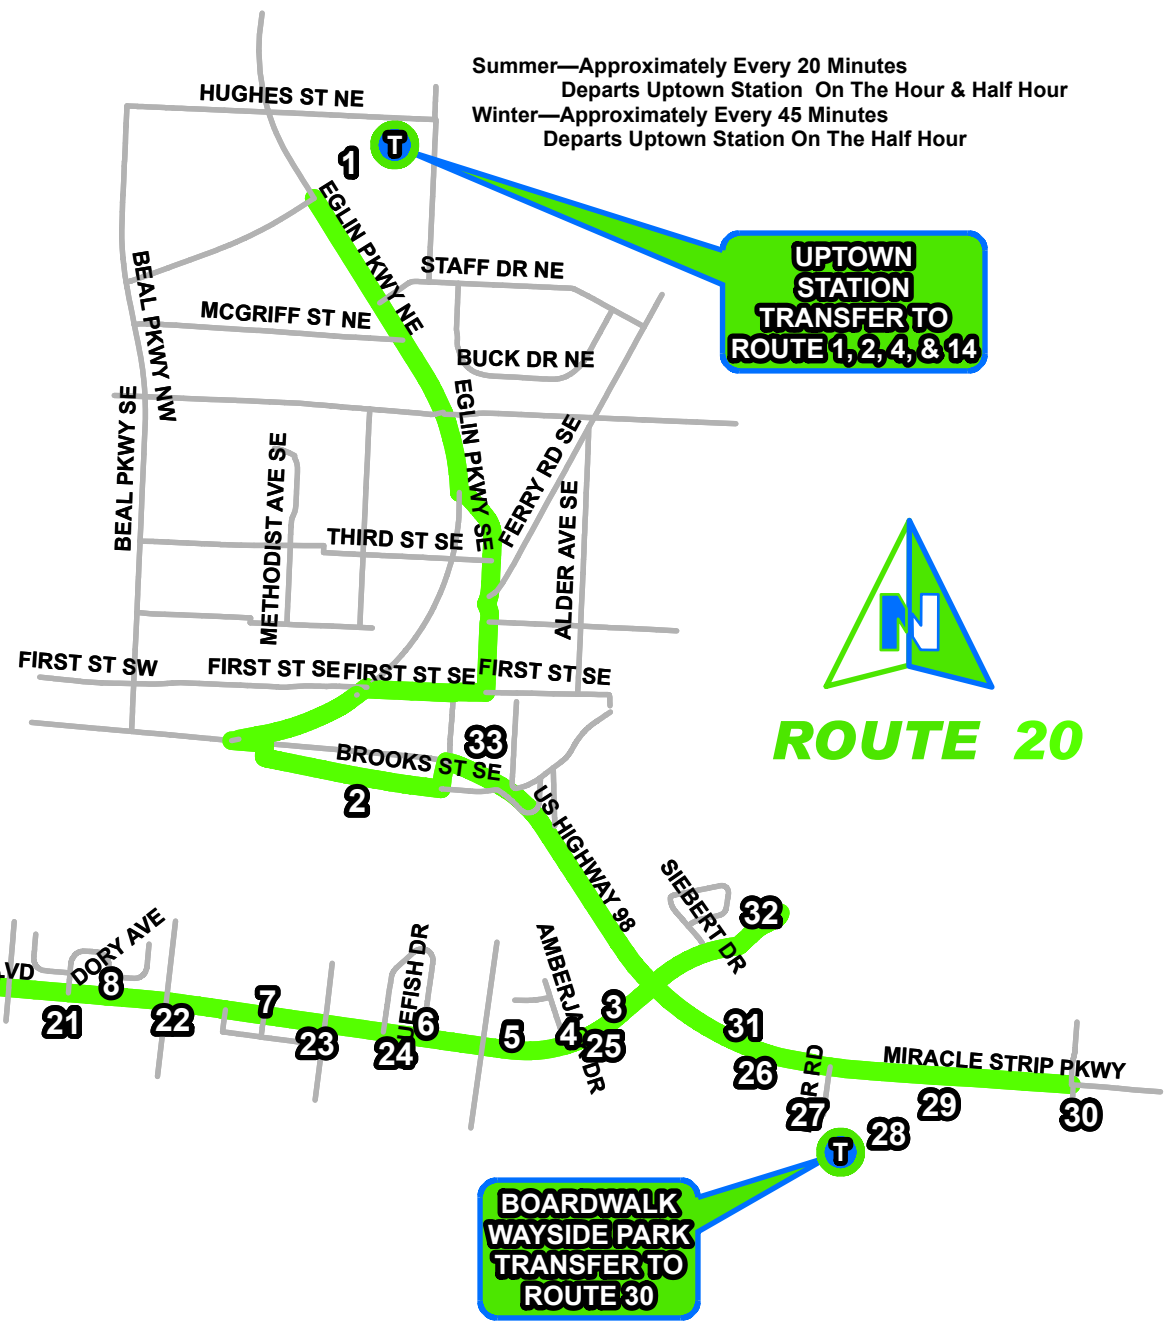 Summer—Approximately Every 20 Minutes
Departs Uptown Station On The Hour & Half Hour
Winter—Approximately Every 45 Minutes
Departs Uptown Station On The Half Hour
HUGHES ST NE
T
1
EGLIN PKWY NE
UPTOWN
STATION
TRANSFER TO
ROUTE 1, 2, 4, & 14
STAFF DR NE
BEAL PKWY NW
MCGRIFF ST NE
BUCK DR NE
BEAL PKWY SE
EGLIN PKWY SE
METHODIST AVE SE
FERRY RD SE
ALDER AVE SE
THIRD ST SE
N
FIRST ST SW
FIRST ST SE
FIRST ST SE
FIRST ST SE
ROUTE 20
33
BROOKS ST SE
2
US HIGHWAY 98
SIEBERT DR
32
DORY AVE
LVD
8
21
22
7
23
UEFISH DR
6
24
5
AMBERJA
DR
4
25
3
31
26
R RD
27
MIRACLE STRIP PKWY
29
30
28
T
BOARDWALK
WAYSIDE PARK
TRANSFER TO
ROUTE 30